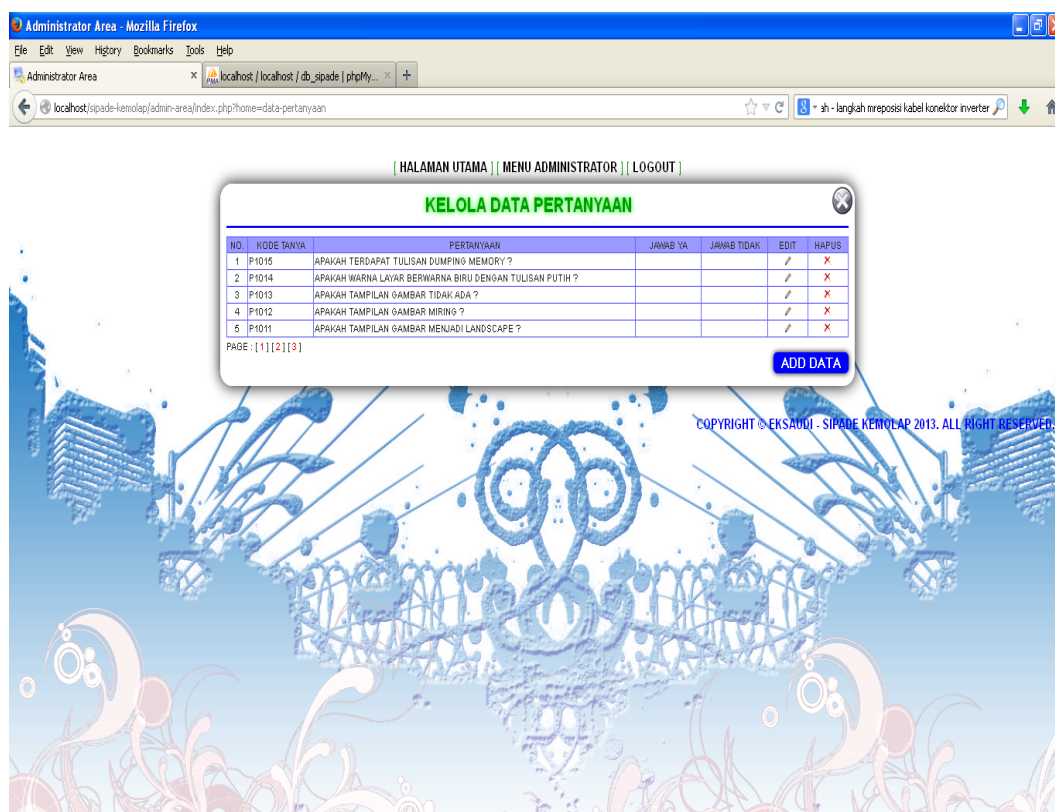 Administrator Area - Mozilla Firefox
File Edit View History Bookmarks Tools Help
Administrator Area × localhost / localhost / db_sipade | phpMy... × +
localhost/sipade-kemolap/admin-area/index.php?home=data-pertanyaan - langkah mreposisi kabel konektor inverter
[ HALAMAN UTAMA ] [ MENU ADMINISTRATOR ] [ LOGOUT ]
KELOLA DATA PERTANYAAN
NO. KODE TANYA PERTANYAAN JAWAB YA JAWAB TIDAK EDIT HAPUS
1 P1015 APAKAH TERDAPAT TULISAN DUMPING MEMORY ?
2 P1014 APAKAH WARNA LAYAR BERWARNA BIRU DENGAN TULISAN PUTIH ?
3 P1013 APAKAH TAMPILAN GAMBAR TIDAK ADA ?
4 P1012 APAKAH TAMPILAN GAMBAR MIRING ?
5 P1011 APAKAH TAMPILAN GAMBAR MENJADI LANDSCAPE ?
PAGE : [ 1 ] [ 2 ] [ 3 ]
ADD DATA
COPYRIGHT © EKSAUDI - SIPADE KEMOLAP 2013. ALL RIGHT RESERVED.